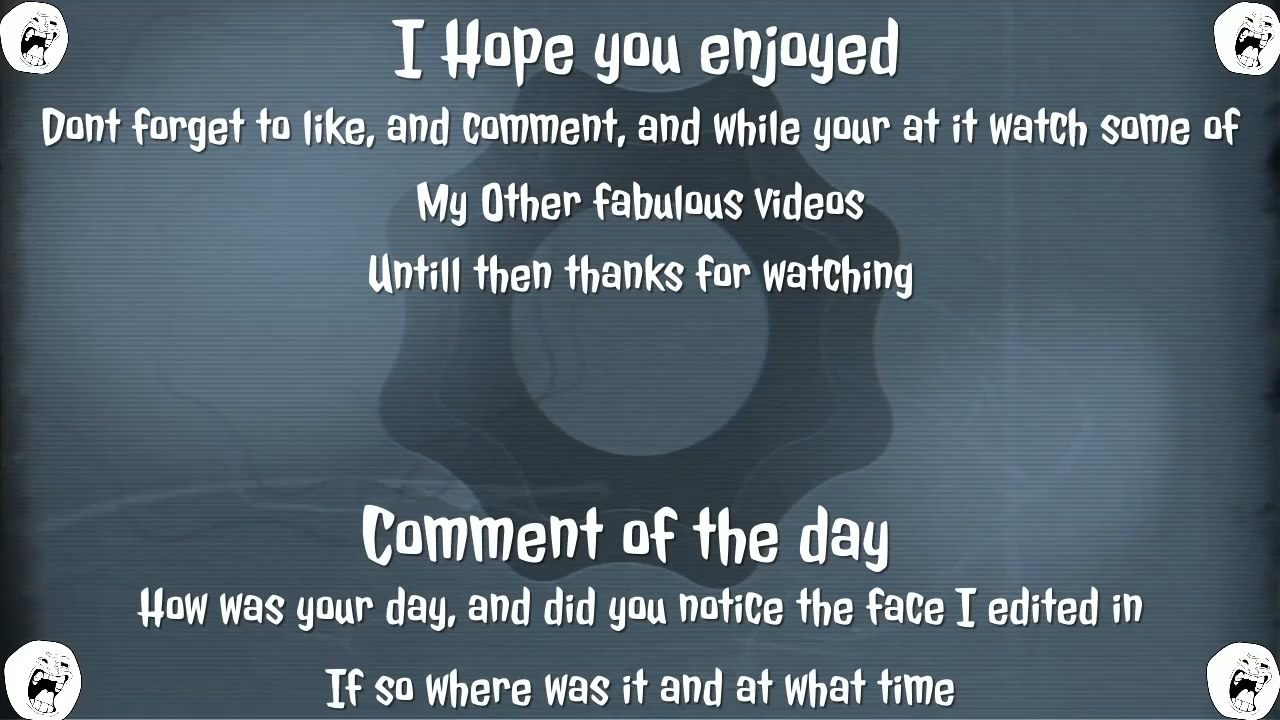 I Hope you enjoyed
Dont forget to like, and comment, and while your at it watch some of
My Other fabulous videos
Untill then thanks for watching
Comment of the day
How was your day, and did you notice the face I edited in
If so where was it and at what time